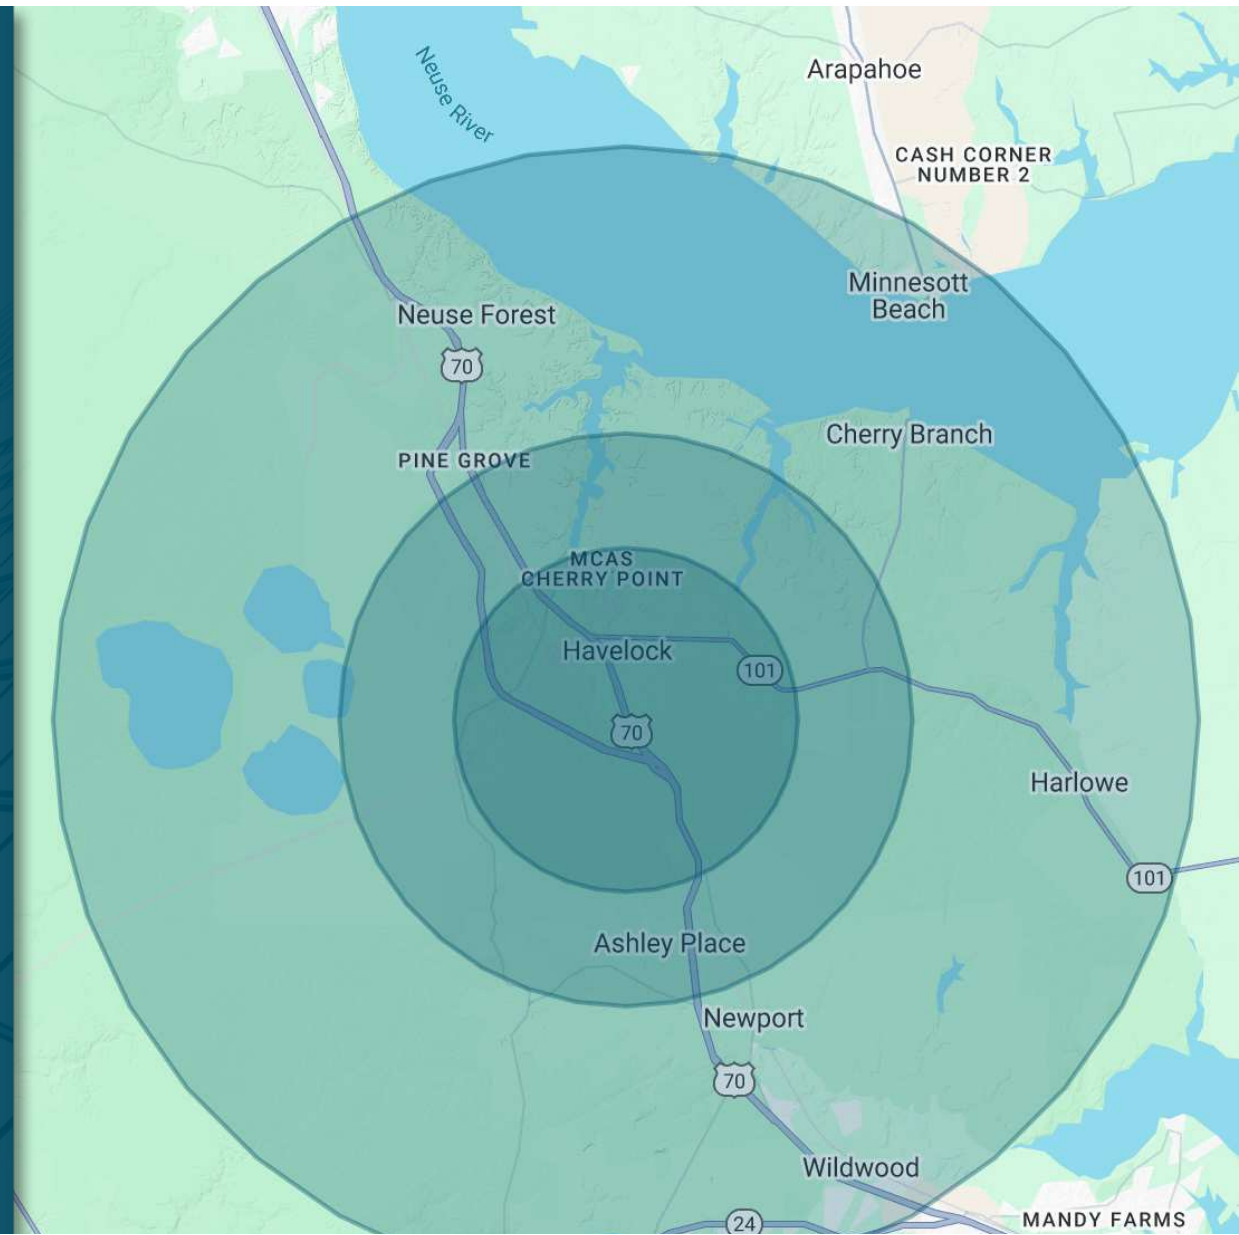 Neuse River
Arapahoe
CASH CORNER
NUMBER 2
Minnesott
Beach
Neuse Forest
70
Cherry Branch
PINE GROVE
MCAS
CHERRY POINT
Havelock
101
70
Harlowe
101
Ashley Place
Newport
70
Wildwood
24
MANDY FARMS